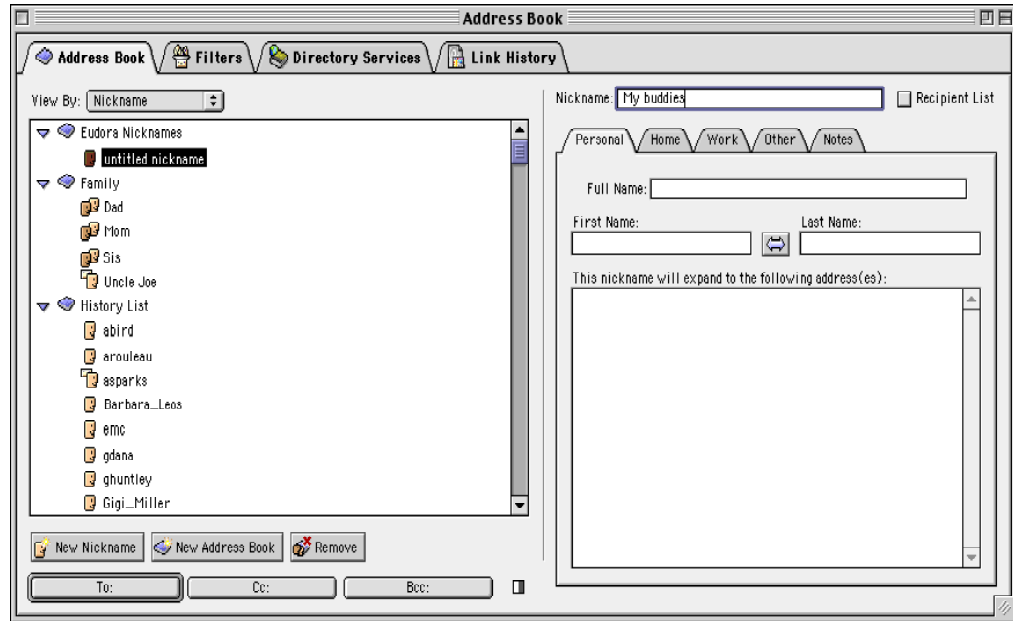 Address Book
Address Book Filters Directory Services Link History
View By: Nickname
Nickname: My buddies Recipient List
Eudora Nicknames
untitled nickname
Family
Dad
Mom
Sis
Uncle Joe
History List
abird
arouleau
asparks
Barbara_Leos
emc
gdana
ghuntley
Gigi_Miller
New Nickname New Address Book Remove
To: Cc: Bcc:
Personal Home Work Other Notes
Full Name:
First Name: Last Name:
This nickname will expand to the following address(es):